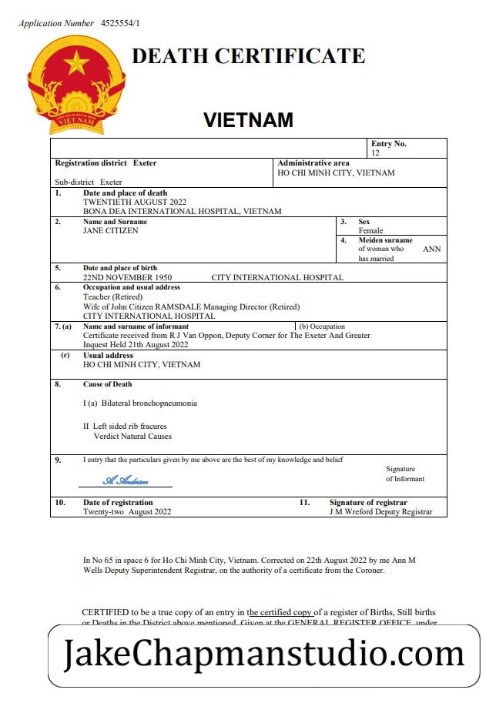 Application Number 4525554/1
DEATH CERTIFICATE
VIET NAM
VIETNAM
Entry No.
12
Registration district Exeter
Administrative area
HO CHI MINH CITY, VIETNAM
Sub-district Exeter
1. Date and place of death
TWENTIETH AUGUST 2022
BONA DEA INTERNATIONAL HOSPITAL, VIETNAM
2. Name and Surname
JANE CITIZEN
3. Sex
Female
4. Meiden surname
of woman who ANN
has married
5. Date and place of birth
22ND NOVEMBER 1950 CITY INTERNATIONAL HOSPITAL
6. Occupation and usual address
Teacher (Retired)
Wife of John Citizen RAMSDALE Managing Director (Retired)
CITY INTERNATIONAL HOSPITAL
7. (a) Name and surname of informant (b) Occupation
Certificate received from R J Van Oppon, Deputy Corner for The Exeter And Greater
Inquest Held 21th August 2022
(c) Usual address
HO CHI MINH CITY, VIETNAM
8. Cause of Death
I (a) Bilateral bronchopneumonia
II Left sided rib fracures
Verdict Natural Causes
9. I entry that the particulars given by me above are the best of my knowledge and belief
Signature
of Informant
10. Date of registration
Twenty-two August 2022
11. Signature of registrar
J M Wreford Deputy Registrar
In No 65 in space 6 for Ho Chi Minh City, Vietnam. Corrected on 22th August 2022 by me Ann M
Wells Deputy Superintendent Registrar, on the authority of a certificate from the Coroner.
CERTIFIED to be a true copy of an entry in the certified copy of a register of Births, Still births
or Deaths in the District above mentioned. Given at the GENERAL REGISTER OFFICE, under
JakeChapmanstudio.com